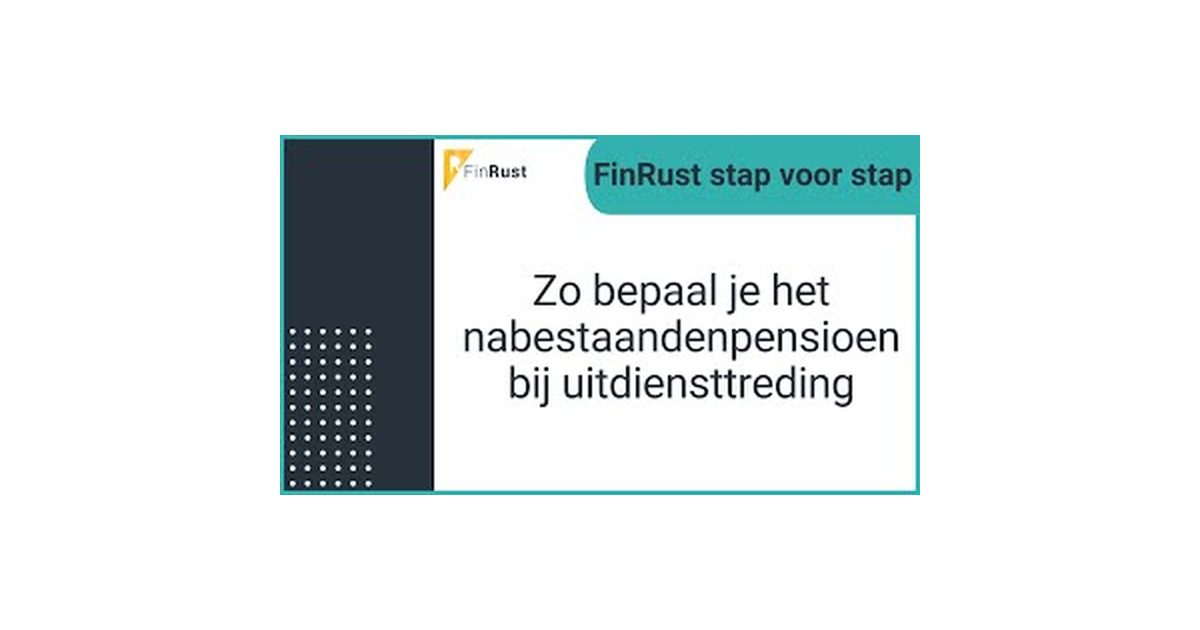 FinRust
FinRust stap voor stap
Zo bepaal je het
nabestaandenpensioen
bij uitdiensttreding